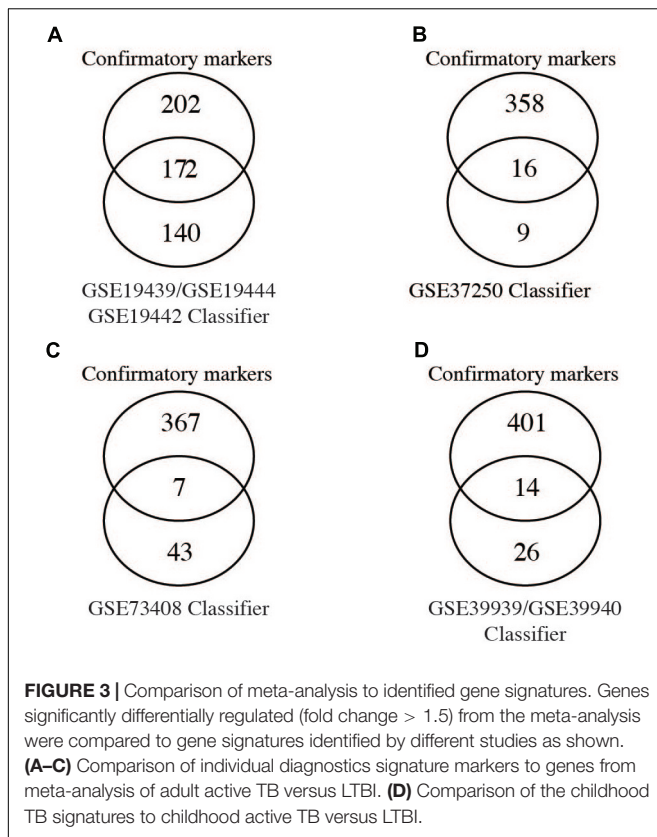 A
Confirmatory markers
202
172
140
GSE19439/GSE19444
GSE19442 Classifier
B
Confirmatory markers
358
16
9
GSE37250 Classifier
C
Confirmatory markers
367
7
43
GSE73408 Classifier
D
Confirmatory markers
401
14
26
GSE39939/GSE39940
Classifier
FIGURE 3 | Comparison of meta-analysis to identified gene signatures. Genes
significantly differentially regulated (fold change > 1.5) from the meta-analysis
were compared to gene signatures identified by different studies as shown.
(A–C) Comparison of individual diagnostics signature markers to genes from
meta-analysis of adult active TB versus LTBI. (D) Comparison of the childhood
TB signatures to childhood active TB versus LTBI.